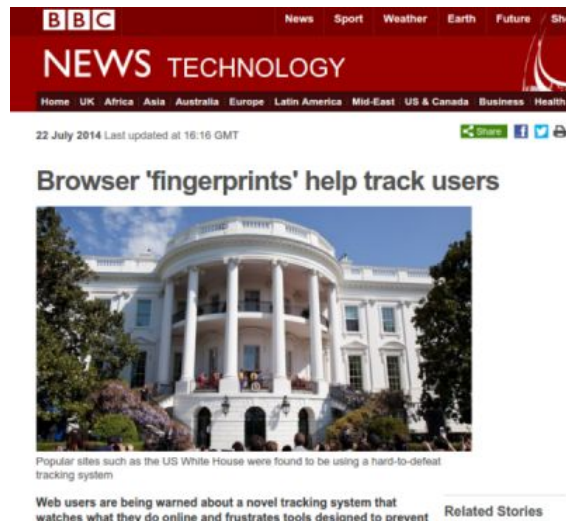 BBC
News Sport Weather Earth Future
NEWS TECHNOLOGY
Home UK Africa Asia Australia Europe Latin America Mid-East US & Canada Business Health
22 July 2014 Last updated at 16:16 GMT
Share
Browser 'fingerprints' help track users
Popular sites such as the US White House were found to be using a hard-to-defeat
tracking system
Web users are being warned about a novel tracking system that
watches what they do online and frustrates tools designed to prevent
Related Stories